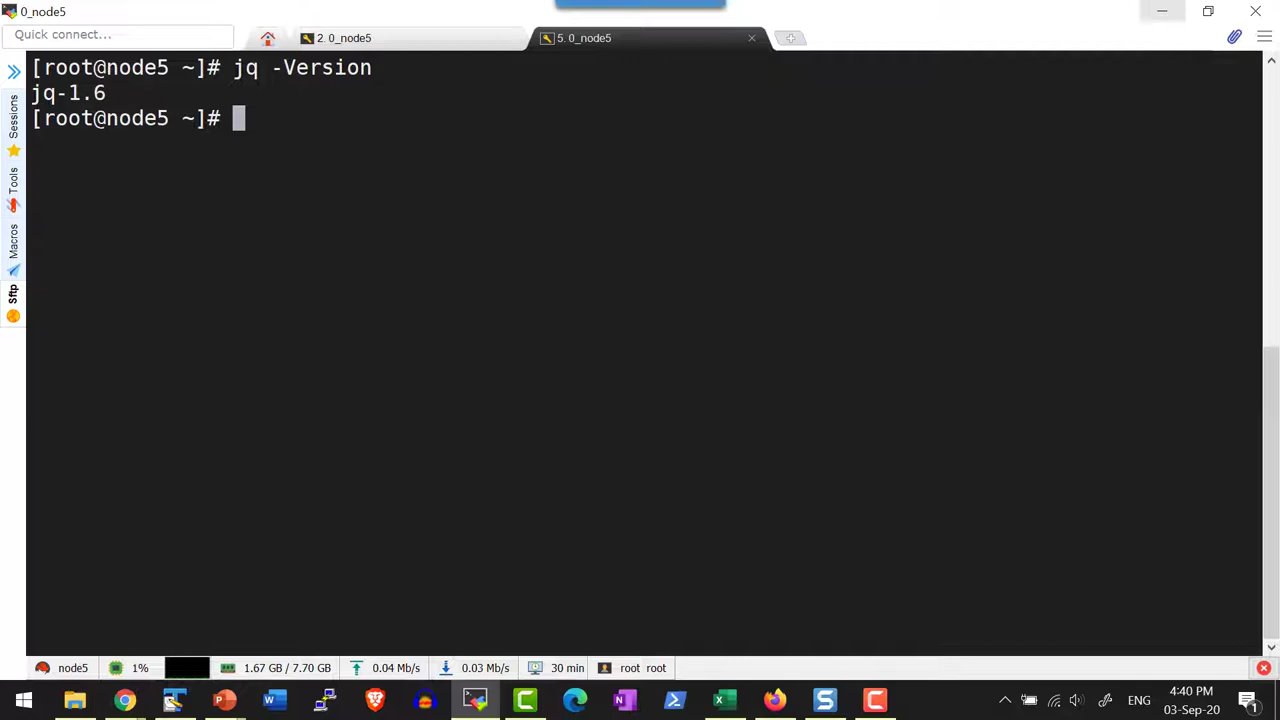 0_node5
Quick connect...
2. 0_node5
5. 0_node5
Sessions
Tools
Macros
Sftp
[root@node5 ~]# jq -Version
jq-1.6
[root@node5 ~]#
node5
1%
1.67 GB / 7.70 GB
0.04 Mb/s
0.03 Mb/s
30 min
root root
ENG
4:40 PM
03-Sep-20
1